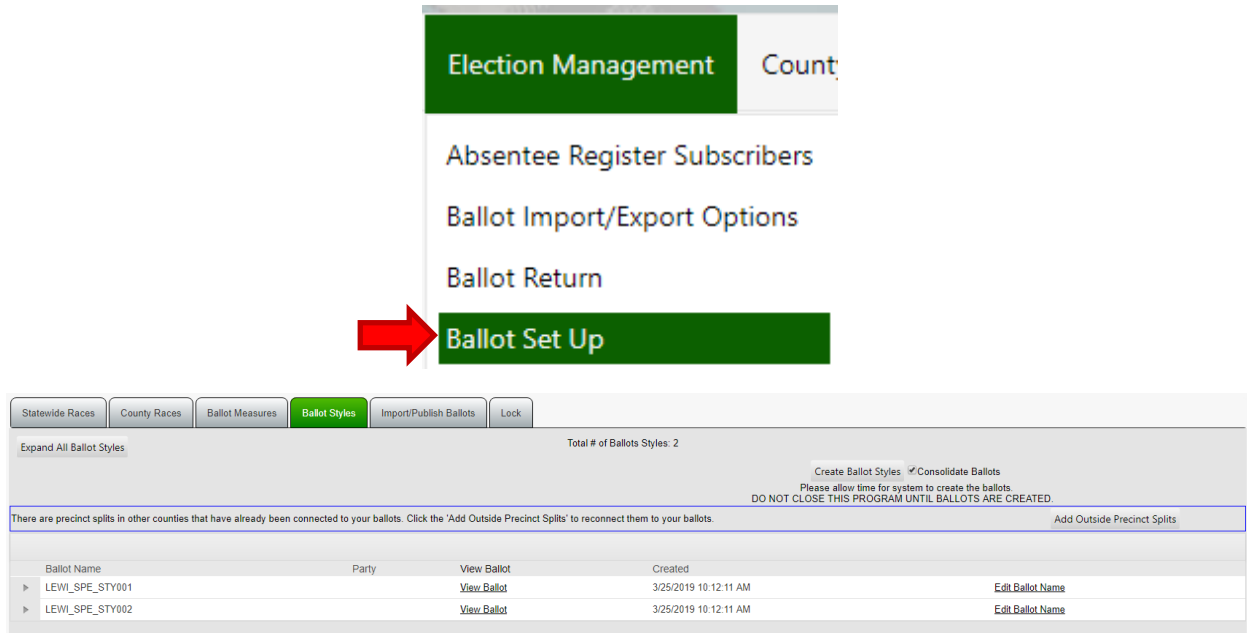 Election Management Count
Absentee Register Subscribers
Ballot Import/Export Options
Ballot Return
Ballot Set Up
Statewide Races County Races Ballot Measures Ballot Styles Import/Publish Ballots Lock
Expand All Ballot Styles Total # of Ballots Styles: 2
Create Ballot Styles Consolidate Ballots
Please allow time for system to create the ballots.
DO NOT CLOSE THIS PROGRAM UNTIL BALLOTS ARE CREATED.
There are precinct splits in other counties that have already been connected to your ballots. Click the 'Add Outside Precinct Splits' to reconnect them to your ballots. Add Outside Precinct Splits
Ballot Name Party View Ballot Created
LEWI_SPE_STY001 View Ballot 3/25/2019 10:12:11 AM Edit Ballot Name
LEWI_SPE_STY002 View Ballot 3/25/2019 10:12:11 AM Edit Ballot Name